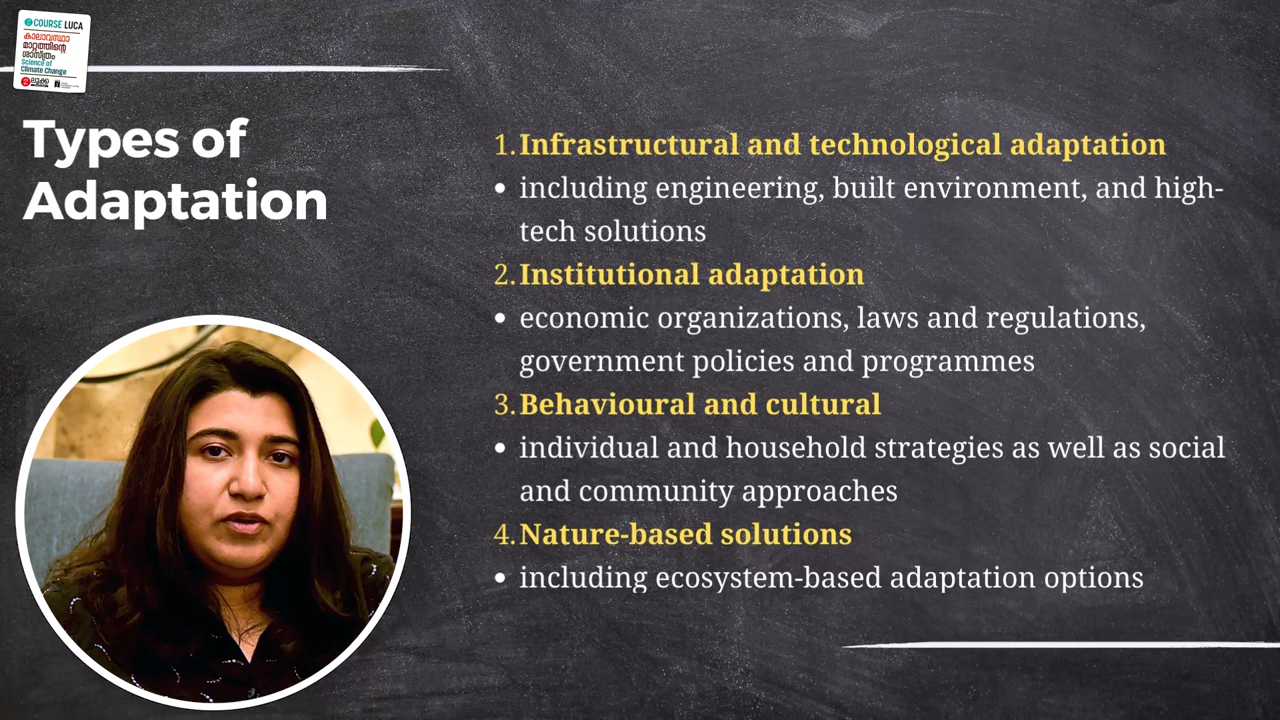 COURSE LUCA
കാലാവസ്ഥാ
മാറ്റത്തിന്റെ
ശാസ്ത്രം
Science of
Climate Change
ലൂക്ക
Types of
Adaptation
1. Infrastructural and technological adaptation
• including engineering, built environment, and high-
tech solutions
2. Institutional adaptation
• economic organizations, laws and regulations,
government policies and programmes
3. Behavioural and cultural
• individual and household strategies as well as social
and community approaches
4. Nature-based solutions
• including ecosystem-based adaptation options